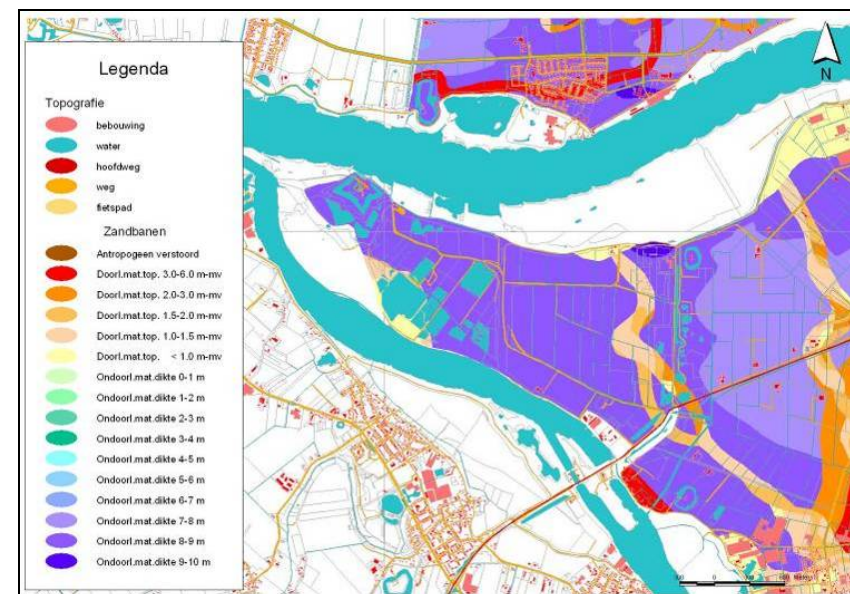 Legenda
Topografie
bebouwing
water
hoofdweg
weg
fietspad
Zandbanen
Antropogeen verstoord
Doorl.mat.top. 3.0-6.0 m-mv
Doorl.mat.top. 2.0-3.0 m-mv
Doorl.mat.top. 1.5-2.0 m-mv
Doorl.mat.top. 1.0-1.5 m-mv
Doorl.mat.top. < 1.0 m-mv
Ondoorl.mat.dikte 0-1 m
Ondoorl.mat.dikte 1-2 m
Ondoorl.mat.dikte 2-3 m
Ondoorl.mat.dikte 3-4 m
Ondoorl.mat.dikte 4-5 m
Ondoorl.mat.dikte 5-6 m
Ondoorl.mat.dikte 6-7 m
Ondoorl.mat.dikte 7-8 m
Ondoorl.mat.dikte 8-9 m
Ondoorl.mat.dikte 9-10 m
N
0